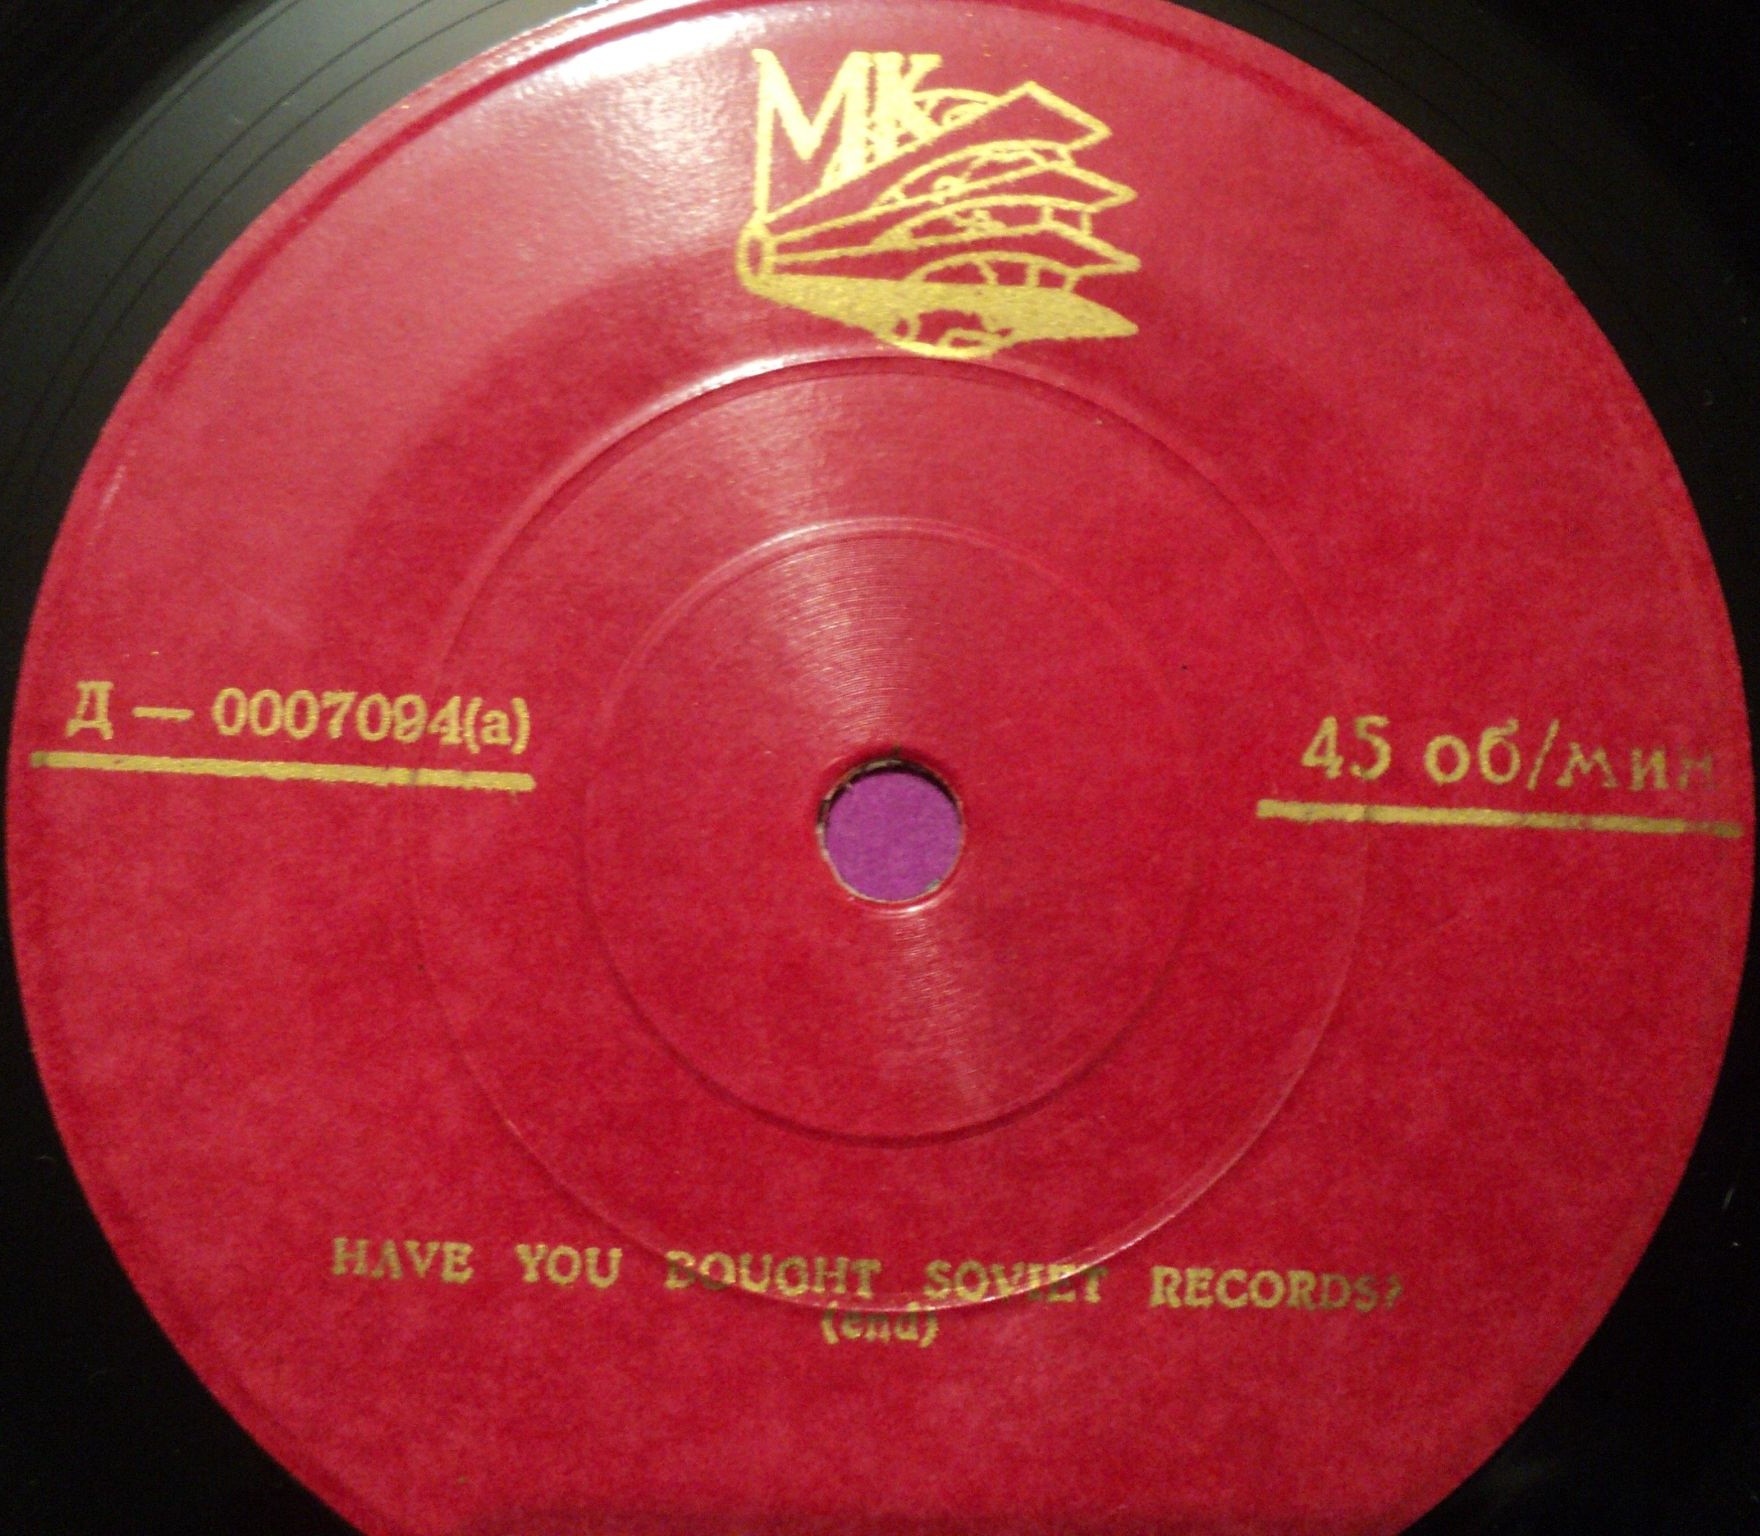 МК
Д — 0007094(a)
45 об/мин
HAVE YOU BOUGHT SOVIET RECORDS?
(end)